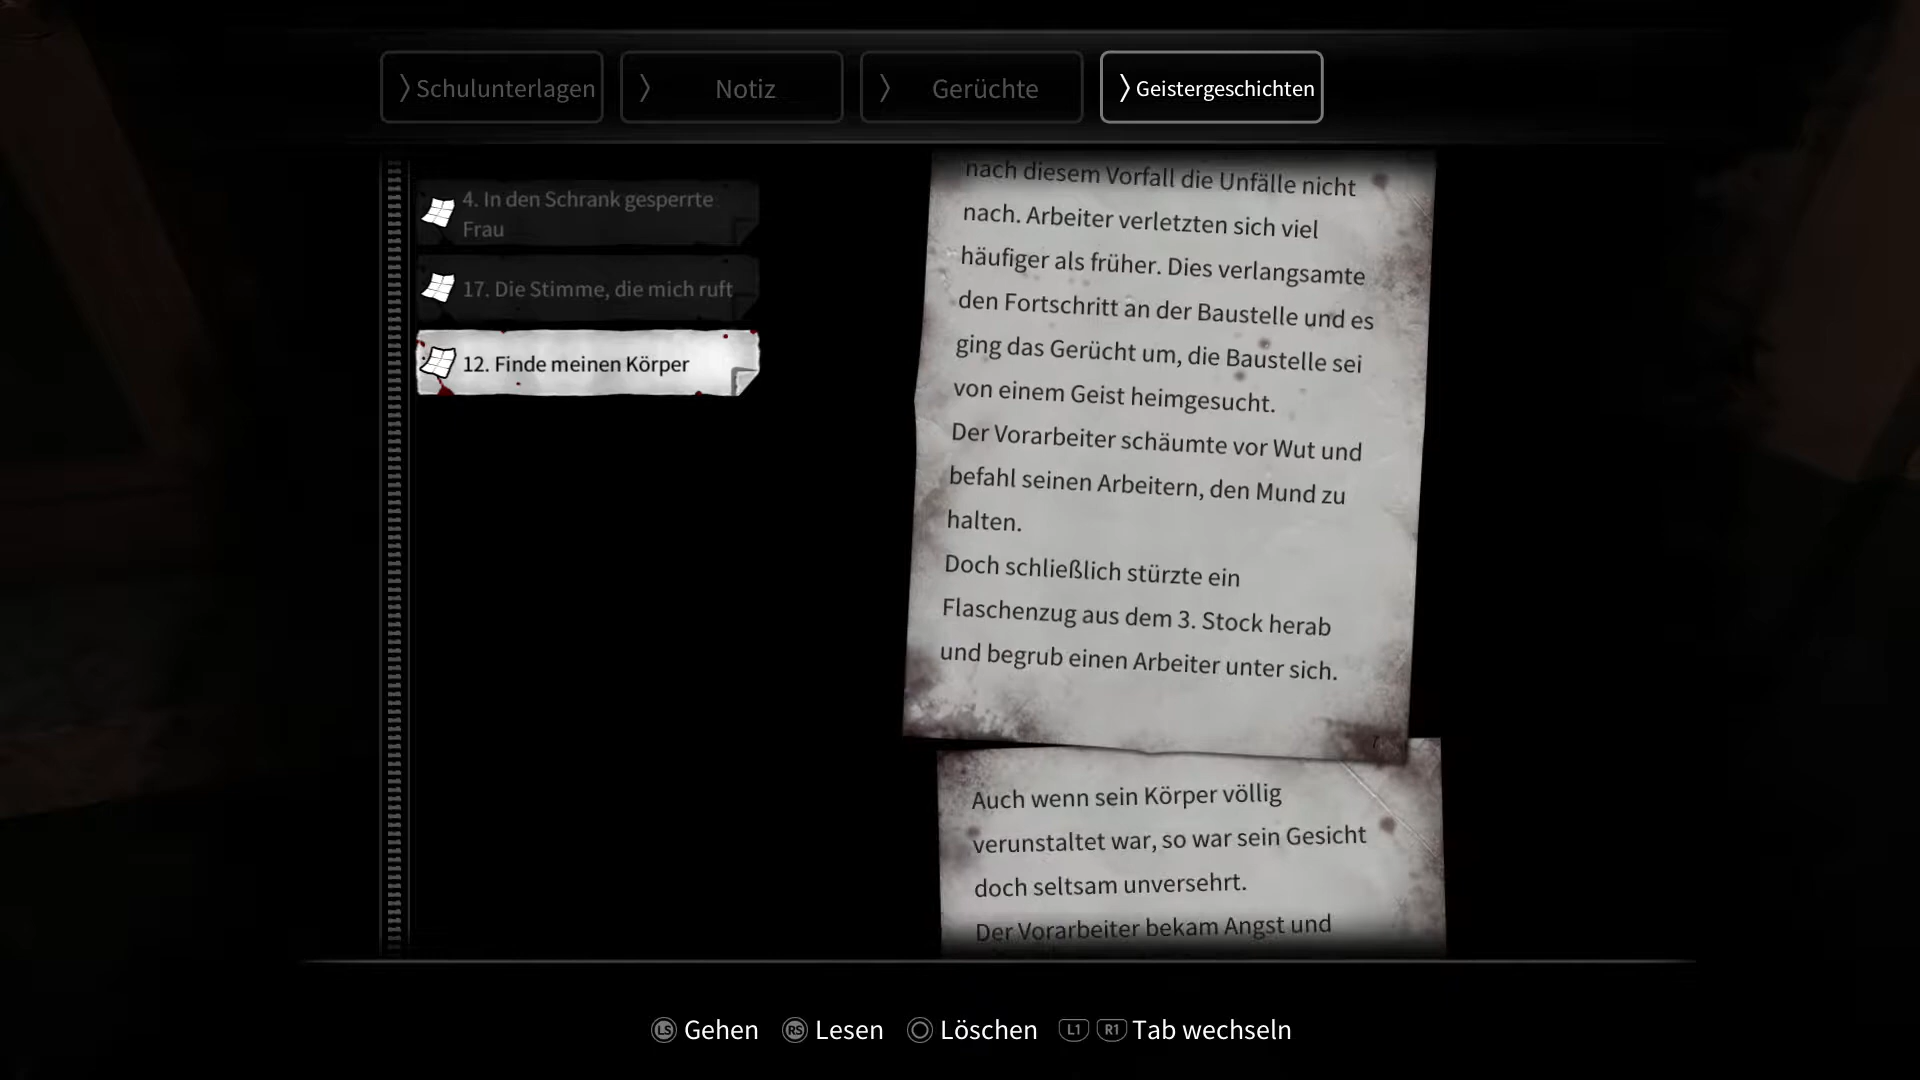 Schulunterlagen
Notiz
Gerüchte
Geistergeschichten
4. In den Schrank gesperrte
Frau
17. Die Stimme, die mich ruft
12. Finde meinen Körper
nach diesem Vorfall die Unfälle nicht
nach. Arbeiter verletzten sich viel
häufiger als früher. Dies verlangsamte
den Fortschritt an der Baustelle und es
ging das Gerücht um, die Baustelle sei
von einem Geist heimgesucht.
Der Vorarbeiter schäumte vor Wut und
befahl seinen Arbeitern, den Mund zu
halten.
Doch schließlich stürzte ein
Flaschenzug aus dem 3. Stock herab
und begrub einen Arbeiter unter sich.
7
Auch wenn sein Körper völlig
verunstaltet war, so war sein Gesicht
doch seltsam unversehrt.
Der Vorarbeiter bekam Angst und
LS Gehen RS Lesen Löschen L1 R1 Tab wechseln